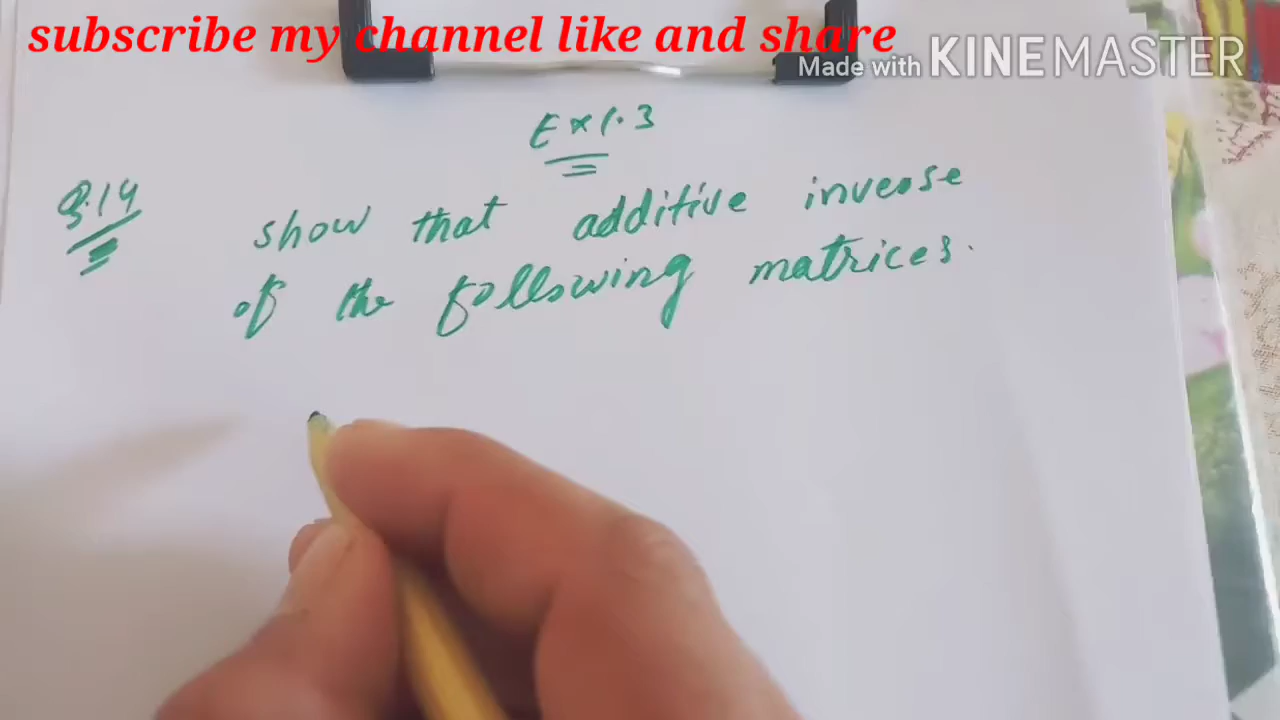 subscribe my channel like and share
Made with KINEMASTER
Ex 1.3
Q.14 show that additive inverse
of the following matrices.